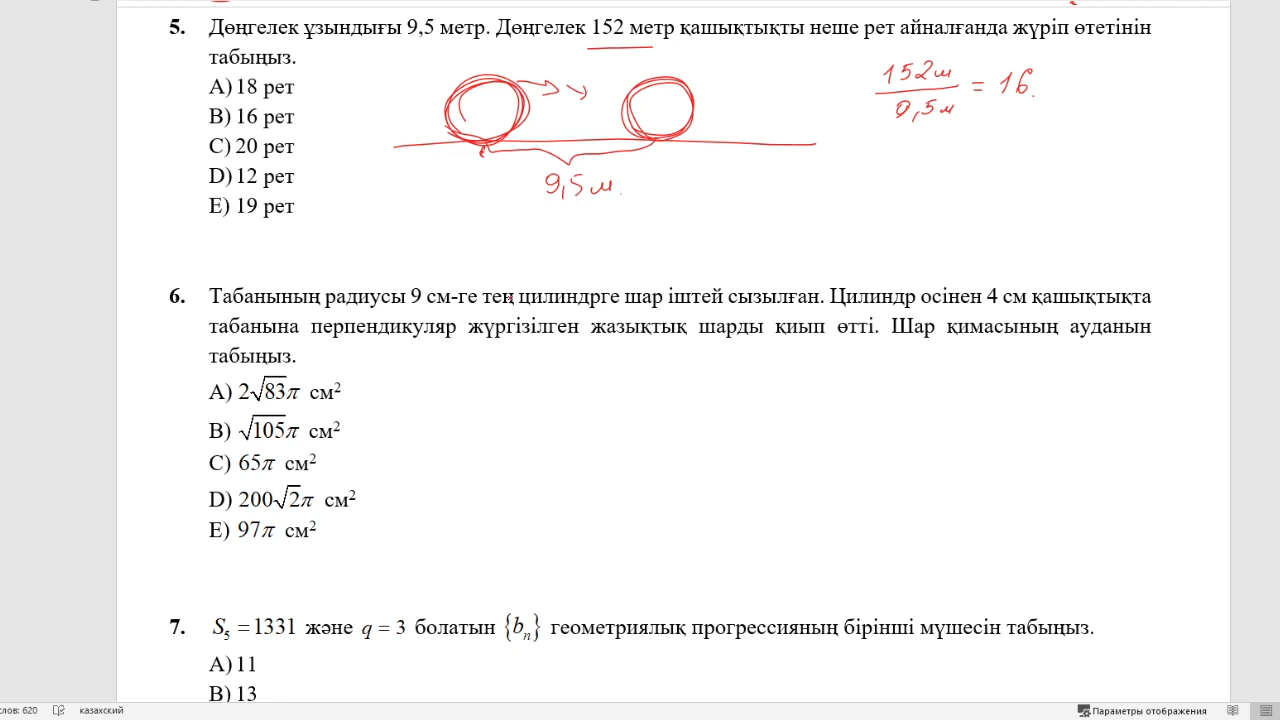 5. Дөңгелек ұзындығы 9,5 метр. Дөңгелек 152 метр қашықтықты неше рет айналғанда жүріп өтетінін
табыңыз.
A) 18 рет
B) 16 рет
C) 20 рет
D) 12 рет
E) 19 рет
152м / 9,5м = 16.
9,5 м.
6. Табанының радиусы 9 см-ге тең цилиндрге шар іштей сызылған. Цилиндр осінен 4 см қашықтықта
табанына перпендикуляр жүргізілген жазықтық шарды қиып өтті. Шар қимасының ауданын
табыңыз.
A) 2√83π см²
B) √105π см²
C) 65π см²
D) 200√2π см²
E) 97π см²
7. S₅ = 1331 және q = 3 болатын {bₙ} геометриялық прогрессияның бірінші мүшесін табыңыз.
A) 11
B) 13
слов: 620 казахский Параметры отображения